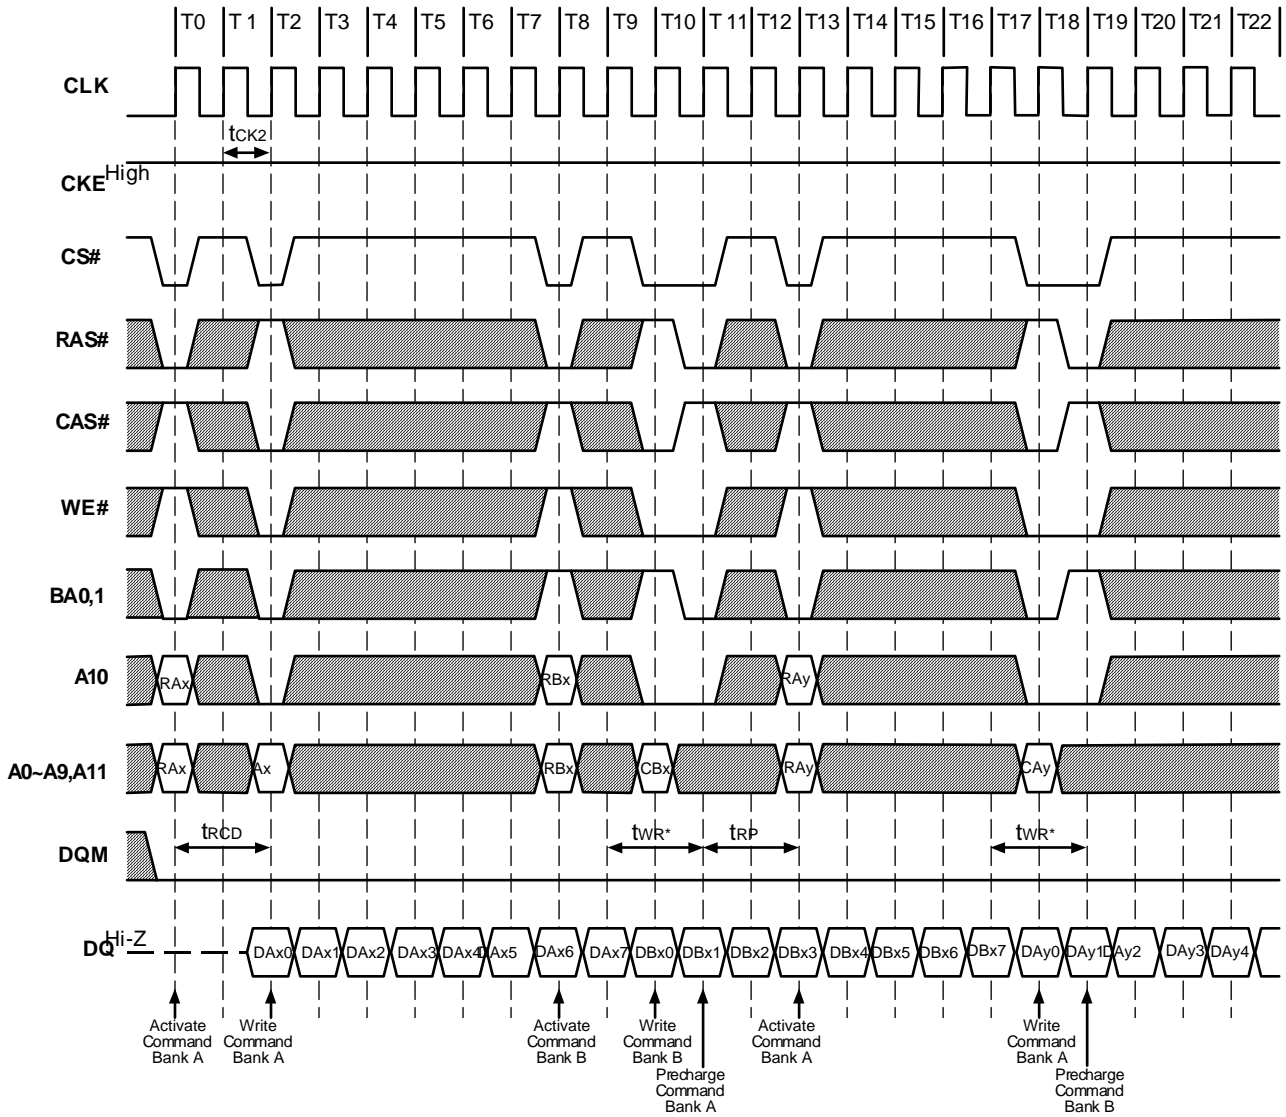 T0 T 1 T2 T3 T4 T5 T6 T7 T8 T9 T10 T 11 T12 T13 T14 T15 T16 T17 T18 T19 T20 T21 T22
CLK
tCK2
High
CKE
CS#
RAS#
CAS#
WE#
BA0,1
A10
RAx RBx RAy
A0~A9,A11
RAx Ax RBx CBx RAy CAy
tRCD tWR* tRP tWR*
DQM
Hi-Z
DQ
DAx0 DAx1 DAx2 DAx3 DAx4 DAx5 DAx6 DAx7 DBx0 DBx1 DBx2 DBx3 DBx4 DBx5 DBx6 DBx7 DAy0 DAy1 DAy2 DAy3 DAy4
Activate
Command
Bank A
Write
Command
Bank A
Activate
Command
Bank B
Write
Command
Bank B
Precharge
Command
Bank A
Activate
Command
Bank A
Write
Command
Bank A
Precharge
Command
Bank B